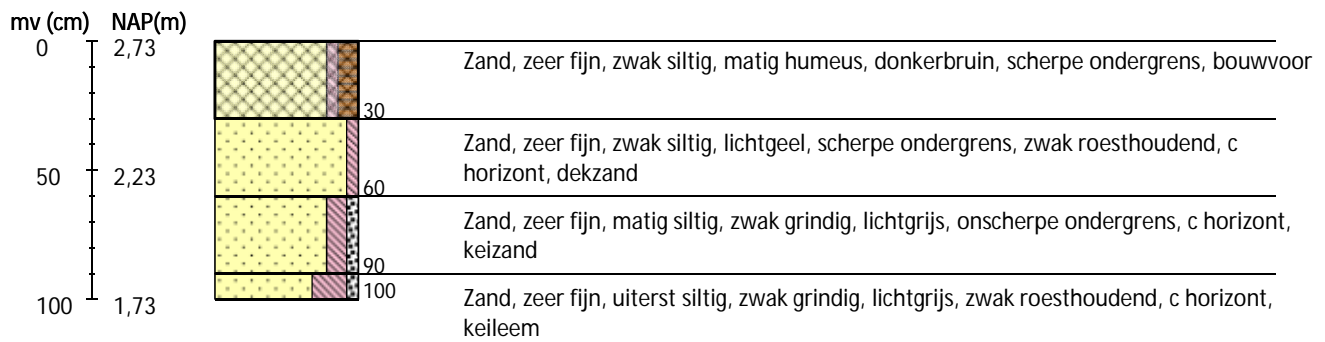 mv (cm) NAP(m)
0 2,73
Zand, zeer fijn, zwak siltig, matig humeus, donkerbruin, scherpe ondergrens, bouwvoor
30
Zand, zeer fijn, zwak siltig, lichtgeel, scherpe ondergrens, zwak roesthoudend, c
horizont, dekzand
50 2,23
60
Zand, zeer fijn, matig siltig, zwak grindig, lichtgrijs, onscherpe ondergrens, c horizont,
keizand
90
100
Zand, zeer fijn, uiterst siltig, zwak grindig, lichtgrijs, zwak roesthoudend, c horizont,
keileem
100 1,73